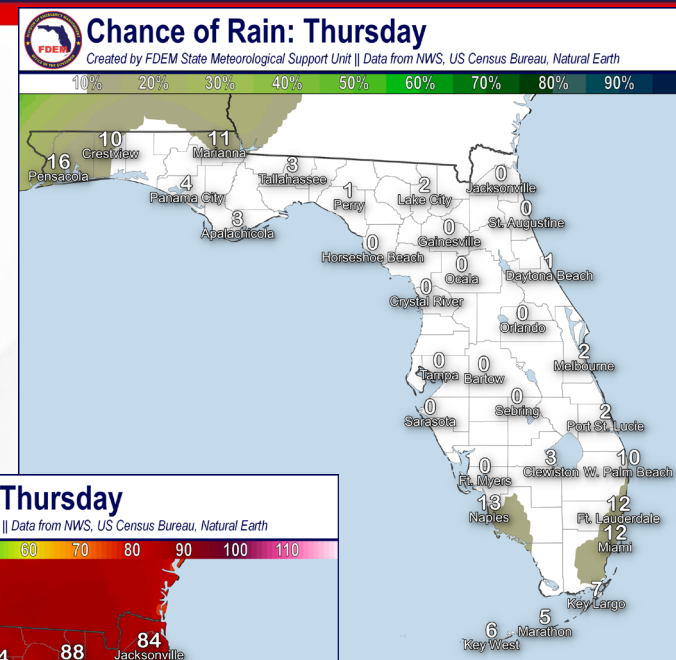 FDEM
Chance of Rain: Thursday
Created by FDEM State Meteorological Support Unit || Data from NWS, US Census Bureau, Natural Earth
10% 20% 30% 40% 50% 60% 70% 80% 90%
10
Crestview
11
Marianna
16
Pensacola
4
Panama City
3
Tallahassee
3
Apalachicola
1
Perry
2
Lake City
0
Jacksonville
0
St. Augustine
0
Gainesville
0
Horseshoe Beach
0
Ocala
1
Daytona Beach
0
Crystal River
0
Orlando
2
Melbourne
0
Tampa
0
Bartow
0
Sebring
0
Sarasota
2
Port St. Lucie
0
Ft. Myers
3
Clewiston
10
W. Palm Beach
13
Naples
12
Ft. Lauderdale
12
Miami
7
Key Largo
5
Marathon
6
Key West
Thursday
|| Data from NWS, US Census Bureau, Natural Earth
60 70 80 90 100 110
84
Jacksonville
88